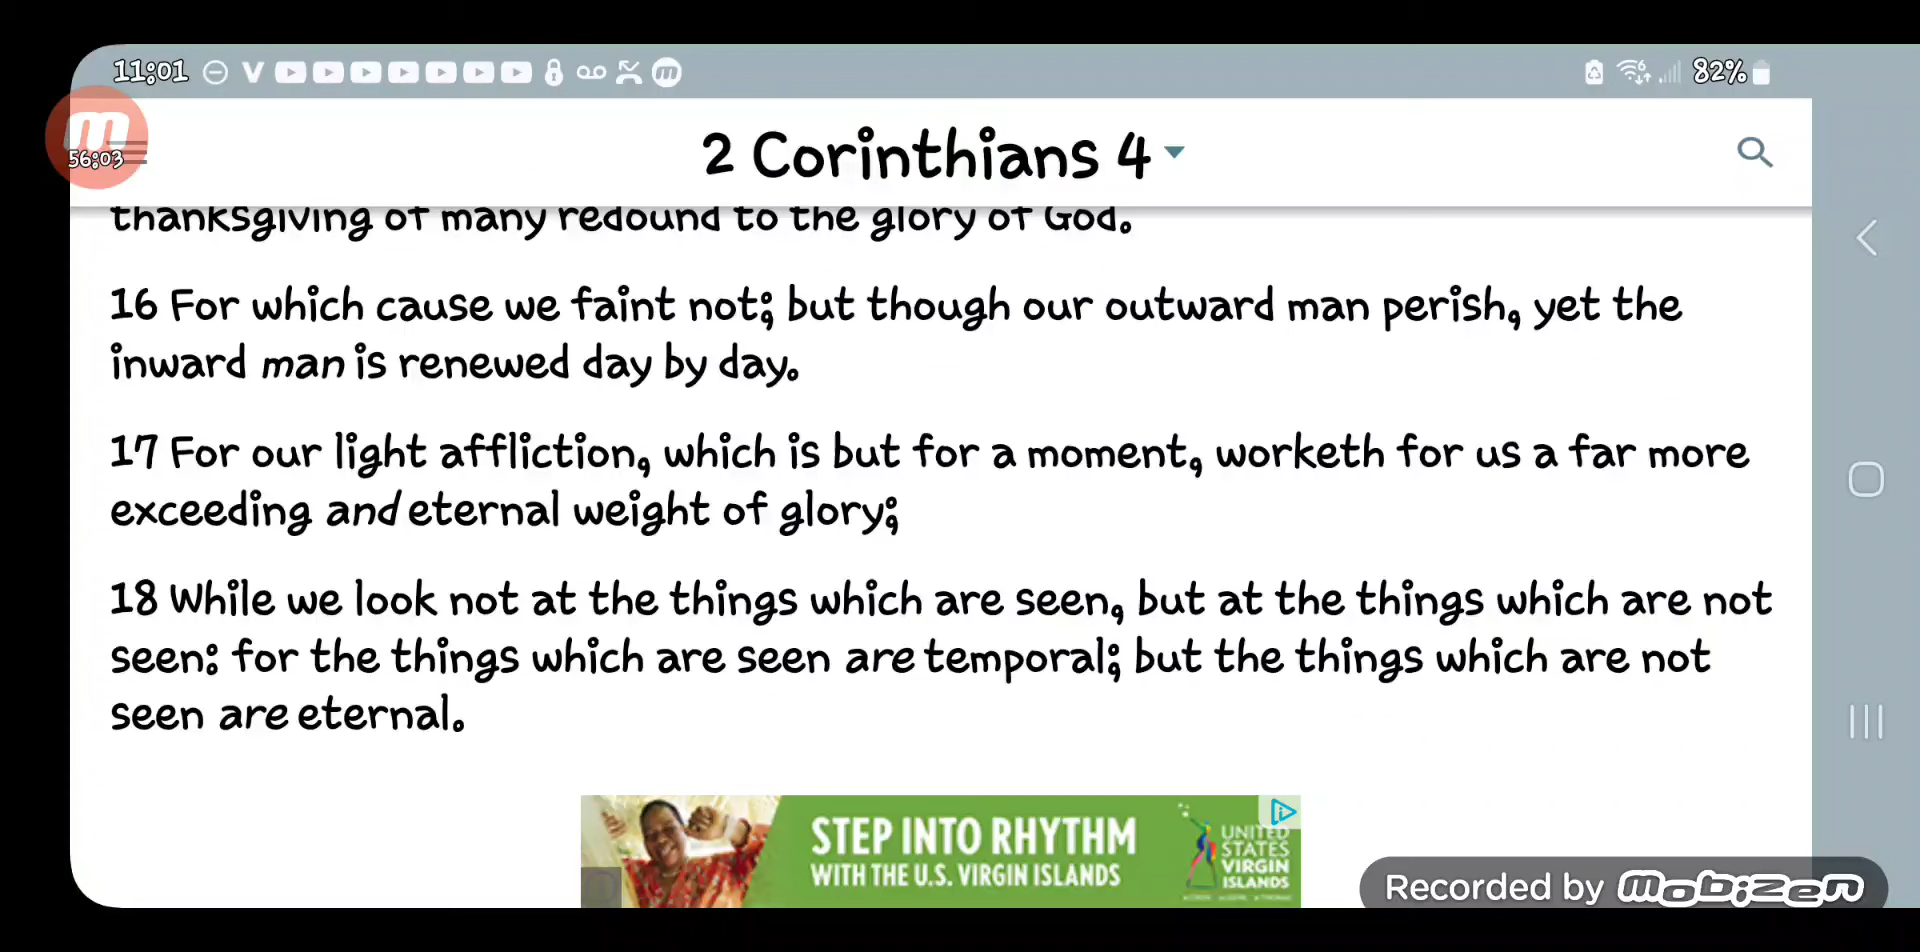 11:01
82%
56:03
2 Corinthians 4
thanksgiving of many redound to the glory of God.
16 For which cause we faint not; but though our outward man perish, yet the
inward man is renewed day by day.
17 For our light affliction, which is but for a moment, worketh for us a far more
exceeding and eternal weight of glory;
18 While we look not at the things which are seen, but at the things which are not
seen: for the things which are seen are temporal; but the things which are not
seen are eternal.
STEP INTO RHYTHM
WITH THE U.S. VIRGIN ISLANDS
UNITED
STATES
VIRGIN
ISLANDS
Recorded by mobizen